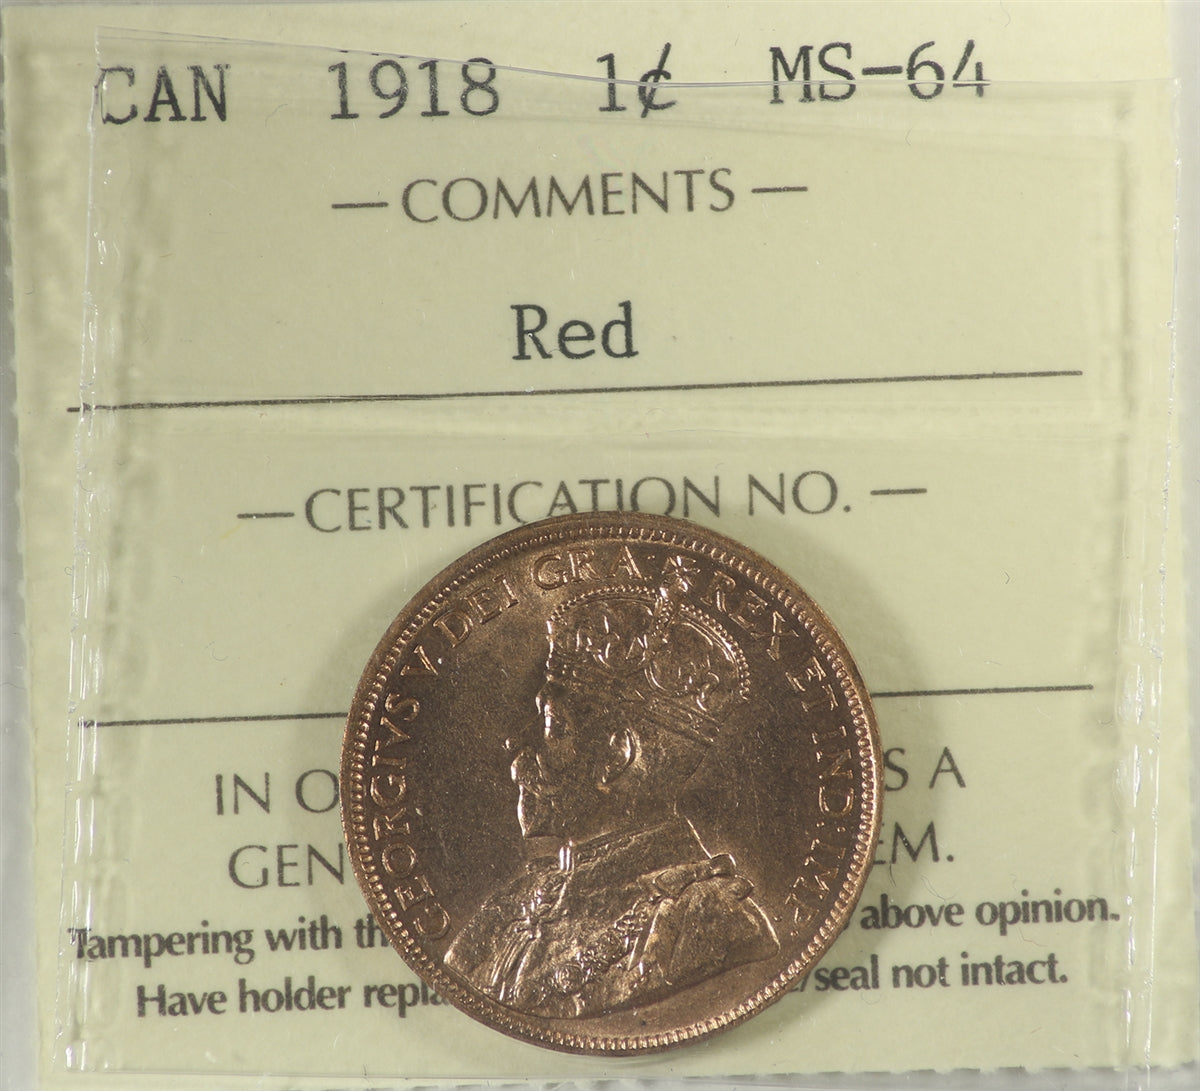 CAN 1918 1¢ MS-64
— COMMENTS —
Red
— CERTIFICATION NO. —
GEORGIVS V. DEI GRA: REX ET IND: IMP:
IN O S A
GEN EM.
Tampering with th above opinion.
Have holder repla /seal not intact.